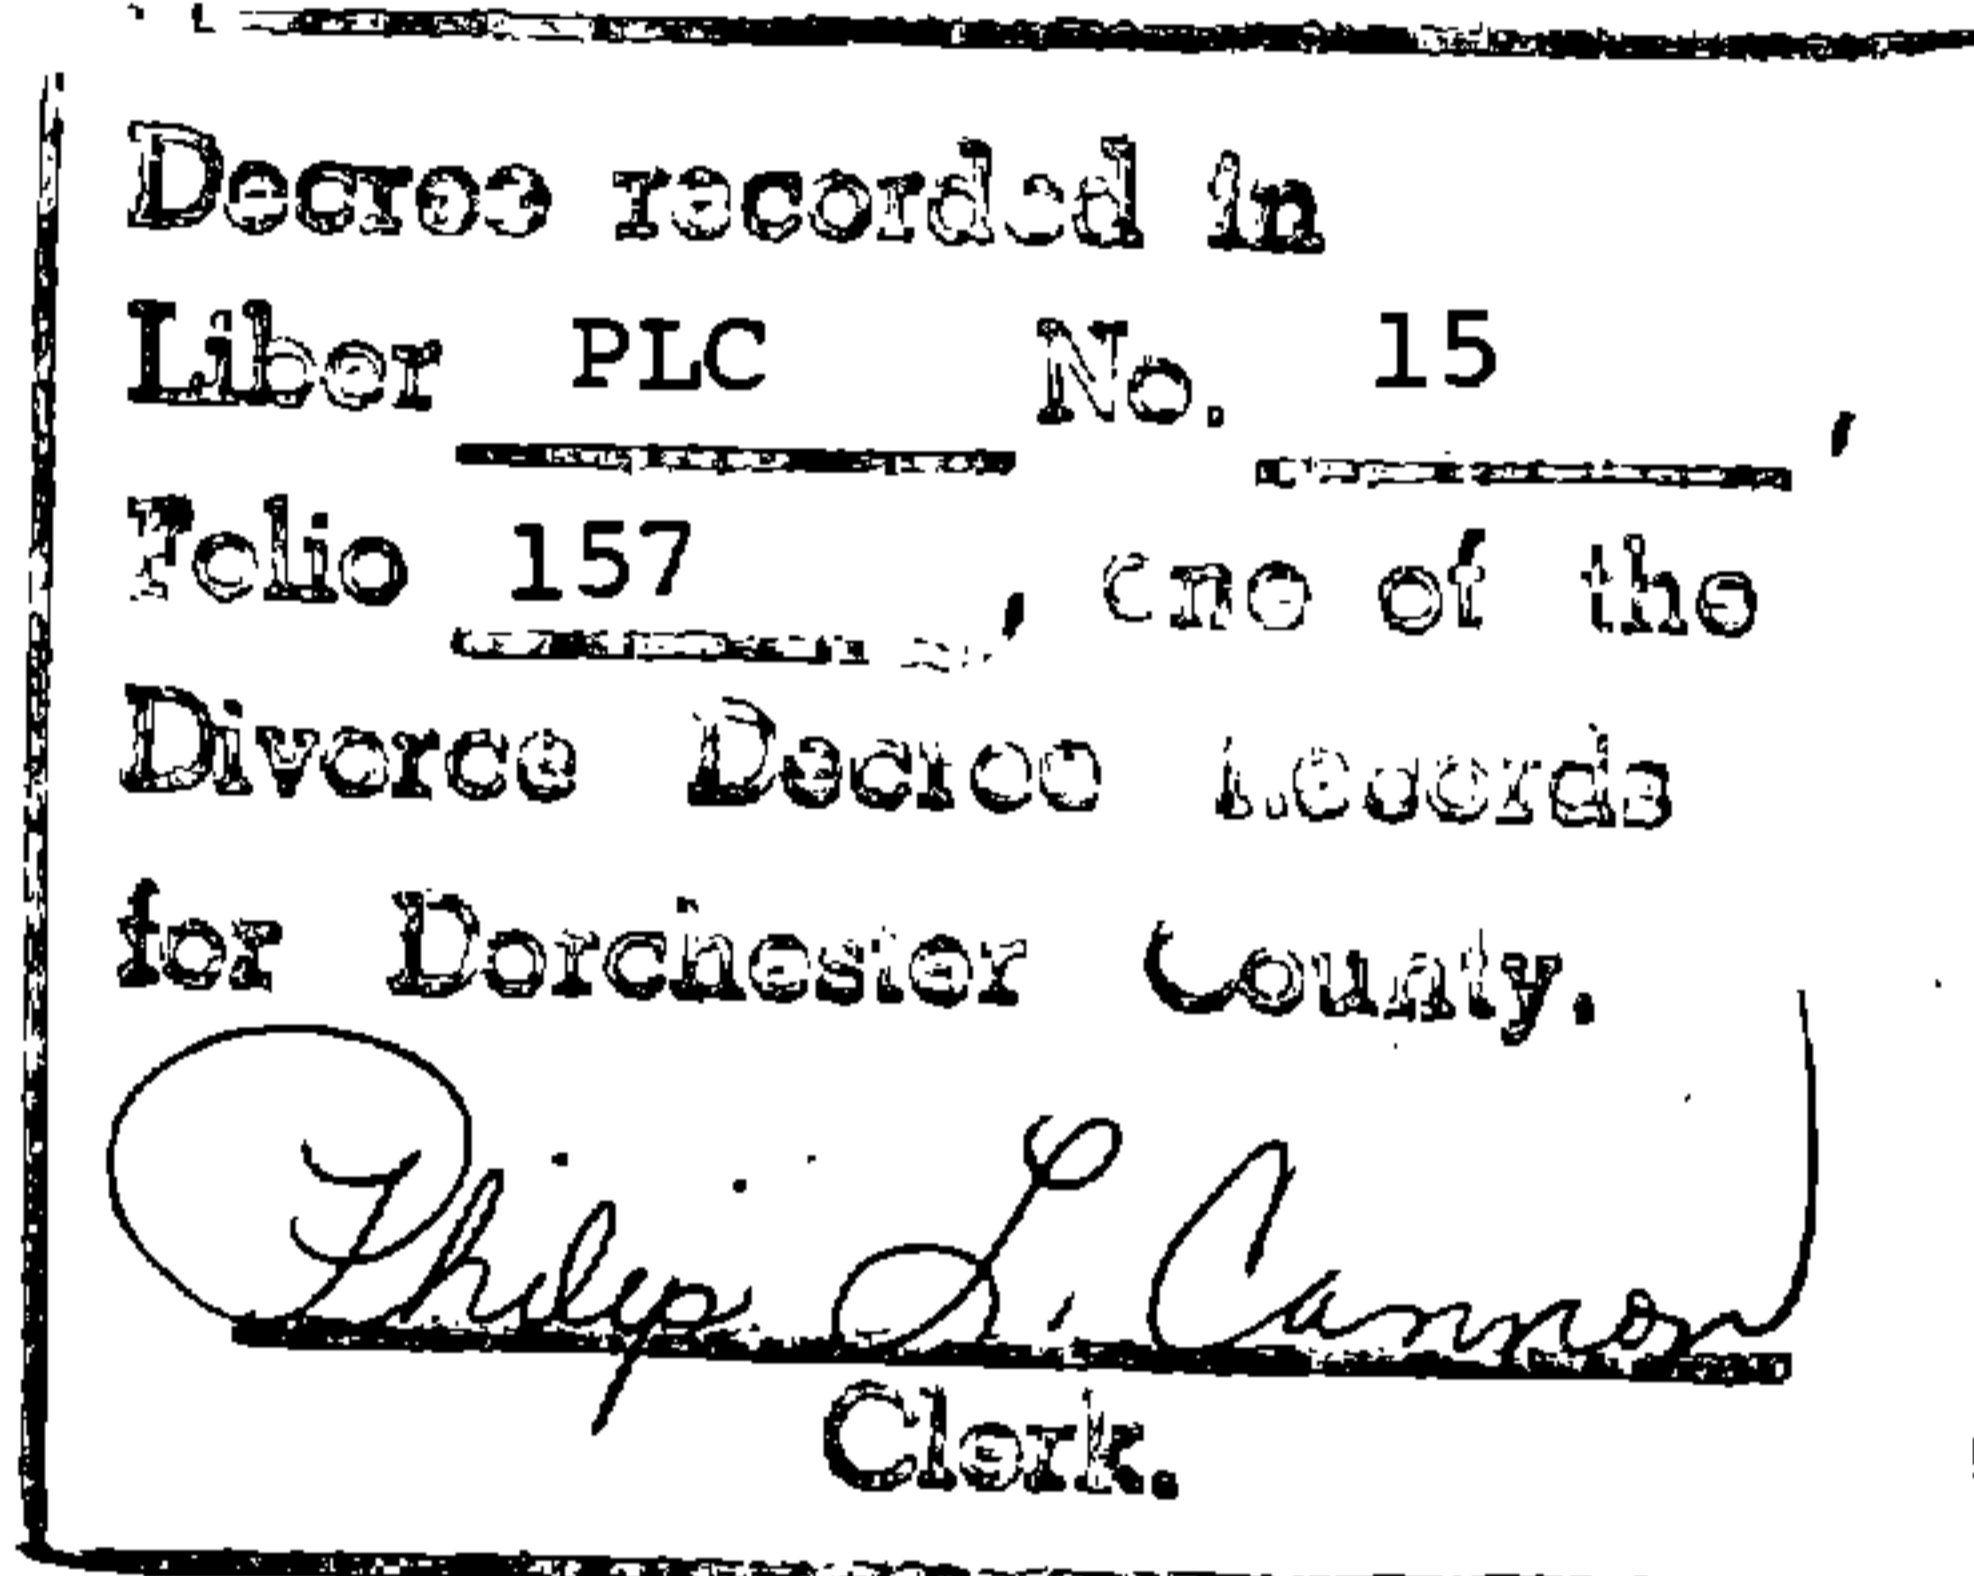 Decree recorded in
Liber PLC No. 15,
Folio 157, one of the
Divorce Decree Records
for Dorchester County.
Philip L. Cannon
Clerk.